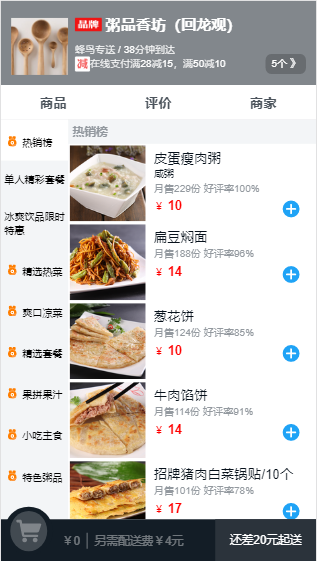 品牌 粥品香坊（回龙观）
蜂鸟专送 / 38分钟到达
减 在线支付满28减15，满50减10
5个 》
商品 评价 商家
热销榜
单人精彩套餐
冰爽饮品限时
特惠
精选热菜
爽口凉菜
精选套餐
果拼果汁
小吃主食
特色粥品
热销榜
皮蛋瘦肉粥
咸粥
月售229份 好评率100%
¥ 10
扁豆焖面
月售188份 好评率96%
¥ 14
葱花饼
月售124份 好评率85%
¥ 10
牛肉馅饼
月售114份 好评率91%
¥ 14
招牌猪肉白菜锅贴/10个
月售101份 好评率78%
¥ 17
¥0 另需配送费¥4元
还差20元起送